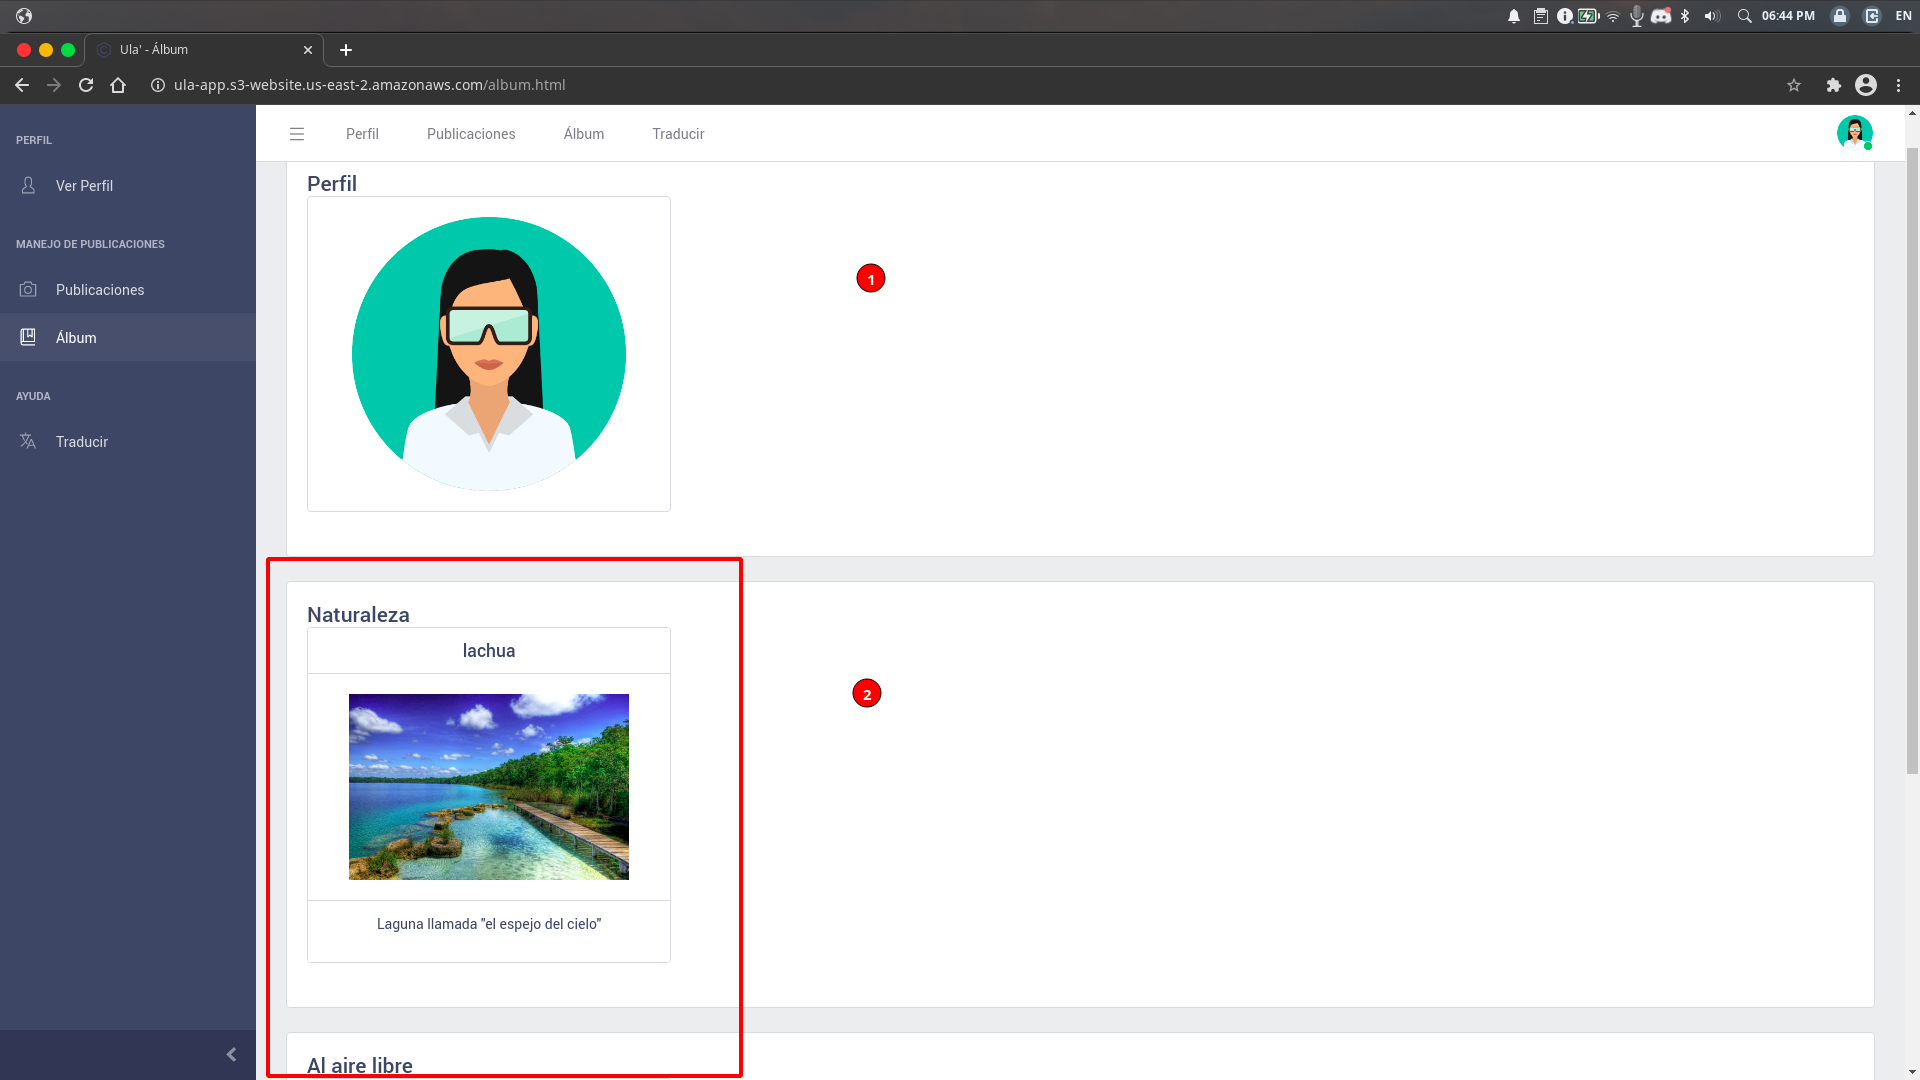 06:44 PM
EN
Ula' - Álbum
ula-app.s3-website.us-east-2.amazonaws.com/album.html
PERFIL
Ver Perfil
MANEJO DE PUBLICACIONES
Publicaciones
Álbum
AYUDA
Traducir
Perfil Publicaciones Álbum Traducir
Perfil
1
Naturaleza
lachua
2
Laguna llamada "el espejo del cielo"
Al aire libre